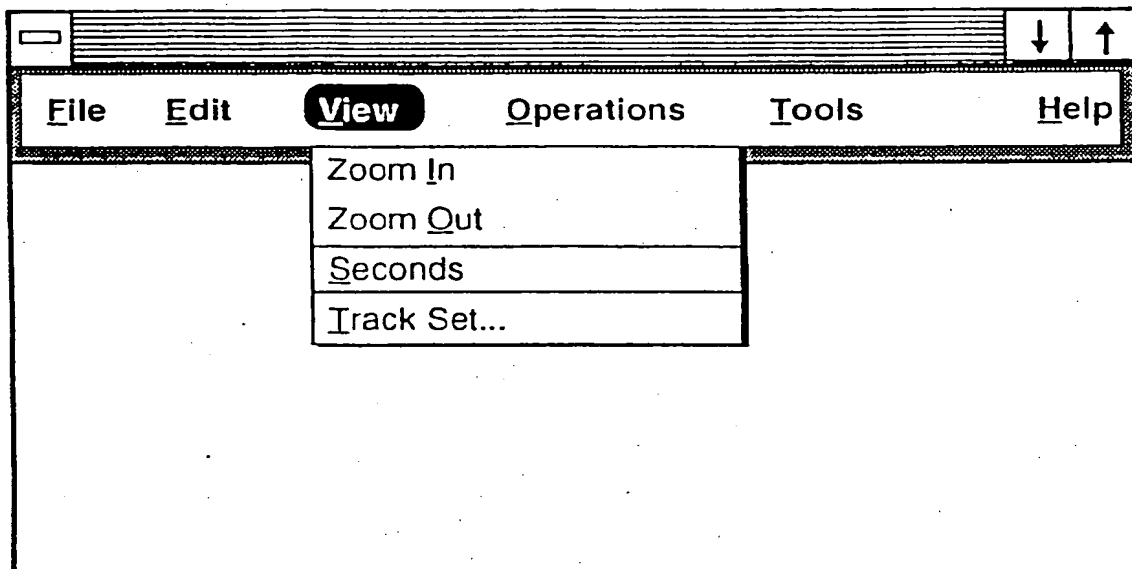 File Edit View Operations Tools Help
Zoom In
Zoom Out
Seconds
Track Set...